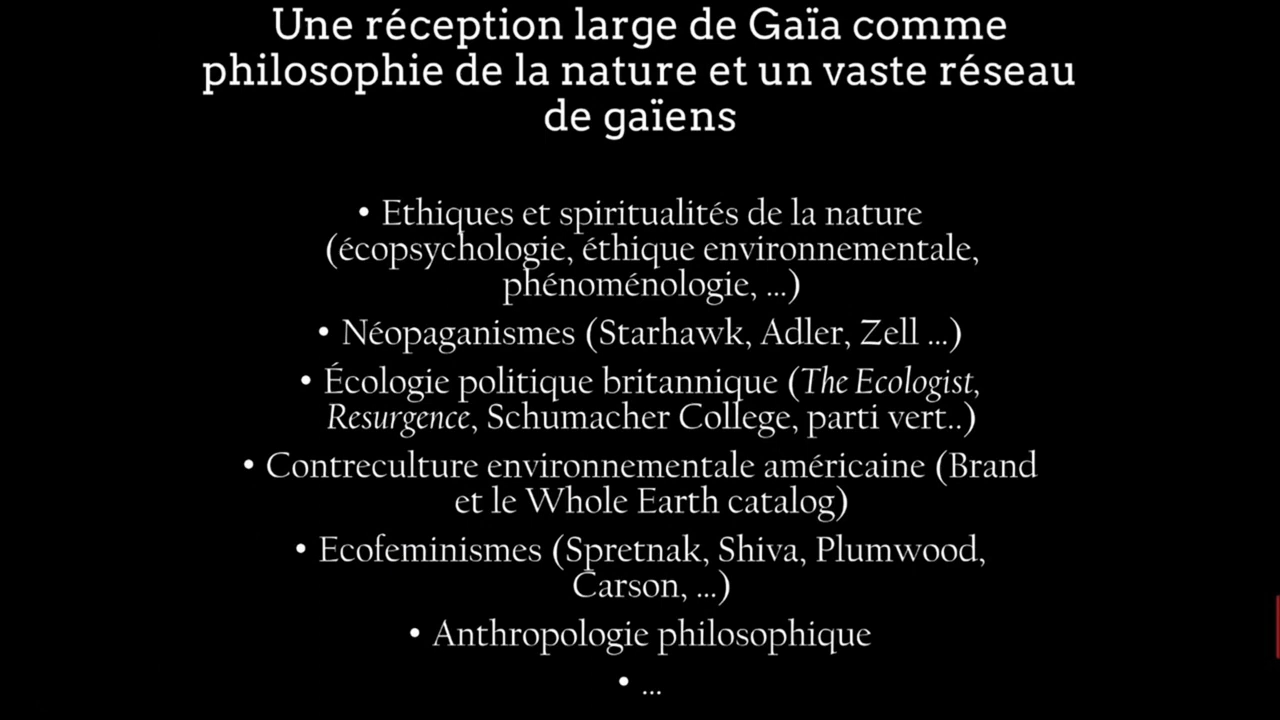 Une réception large de Gaïa comme
philosophie de la nature et un vaste réseau
de gaïens
• Ethiques et spiritualités de la nature
(écopsychologie, éthique environnementale,
phénoménologie, ...)
• Néopaganismes (Starhawk, Adler, Zell ...)
• Écologie politique britannique (The Ecologist,
Resurgence, Schumacher College, parti vert..)
• Contreculture environnementale américaine (Brand
et le Whole Earth catalog)
• Ecofeminismes (Spretnak, Shiva, Plumwood,
Carson, ...)
• Anthropologie philosophique
• ...